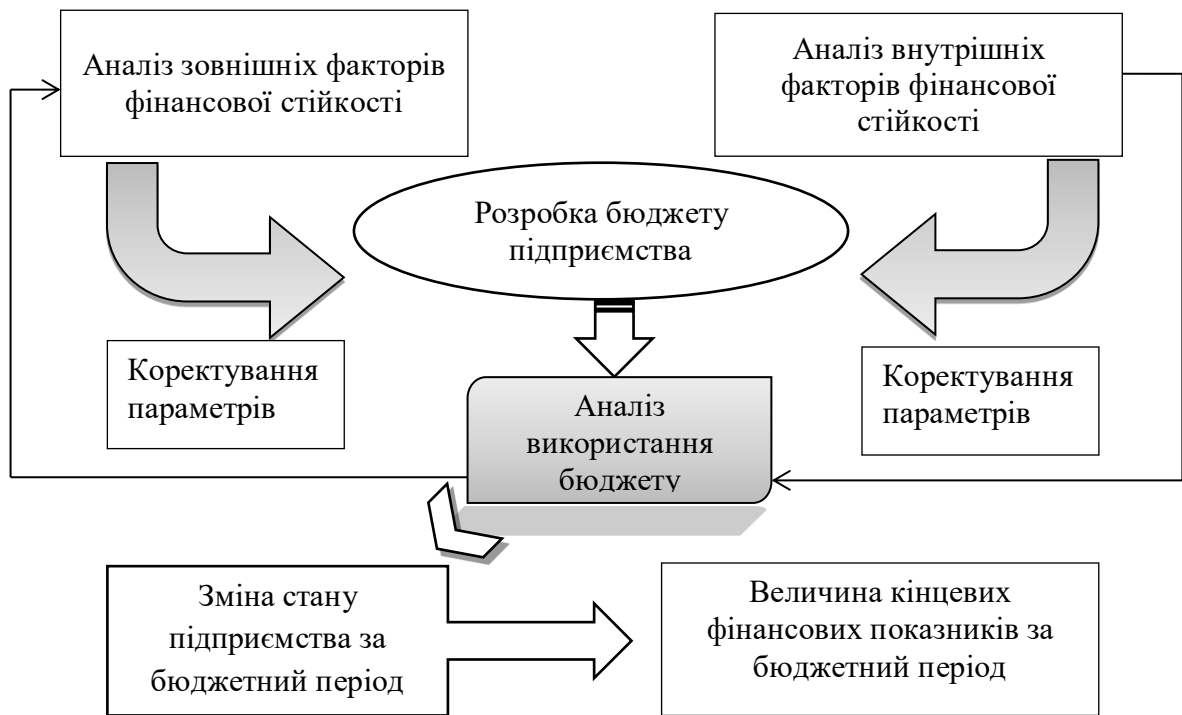 Аналіз зовнішніх факторів
фінансової стійкості
Аналіз внутрішніх
факторів фінансової
стійкості
Розробка бюджету
підприємства
Коректування
параметрів
Аналіз
використання
бюджету
Коректування
параметрів
Зміна стану
підприємства за
бюджетний період
Величина кінцевих
фінансових показників за
бюджетний період